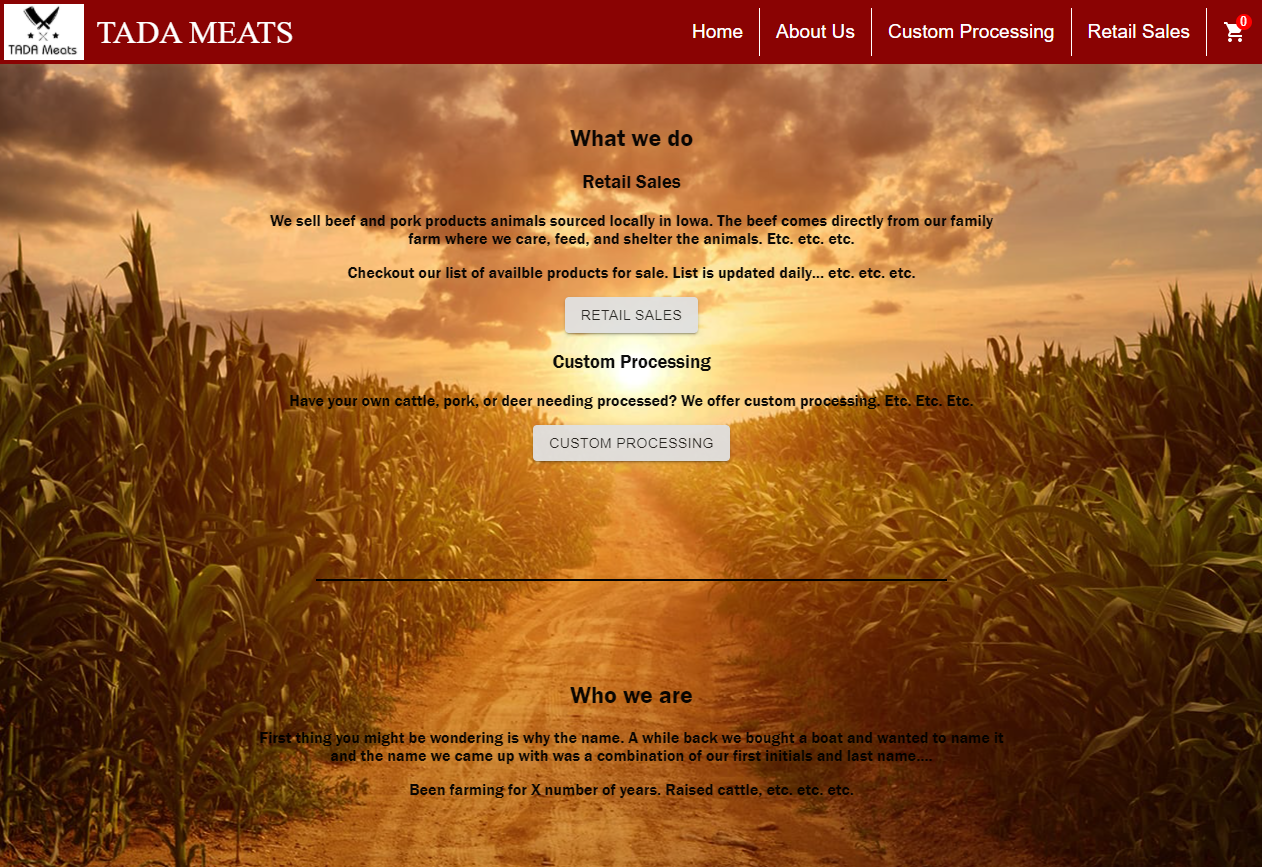 TADA Meats
TADA MEATS
Home
About Us
Custom Processing
Retail Sales
0
What we do
Retail Sales
We sell beef and pork products animals sourced locally in Iowa. The beef comes directly from our family
farm where we care, feed, and shelter the animals. Etc. etc. etc.
Checkout our list of availble products for sale. List is updated daily... etc. etc. etc.
RETAIL SALES
Custom Processing
Have your own cattle, pork, or deer needing processed? We offer custom processing. Etc. Etc. Etc.
CUSTOM PROCESSING
Who we are
First thing you might be wondering is why the name. A while back we bought a boat and wanted to name it
and the name we came up with was a combination of our first initials and last name....
Been farming for X number of years. Raised cattle, etc. etc. etc.